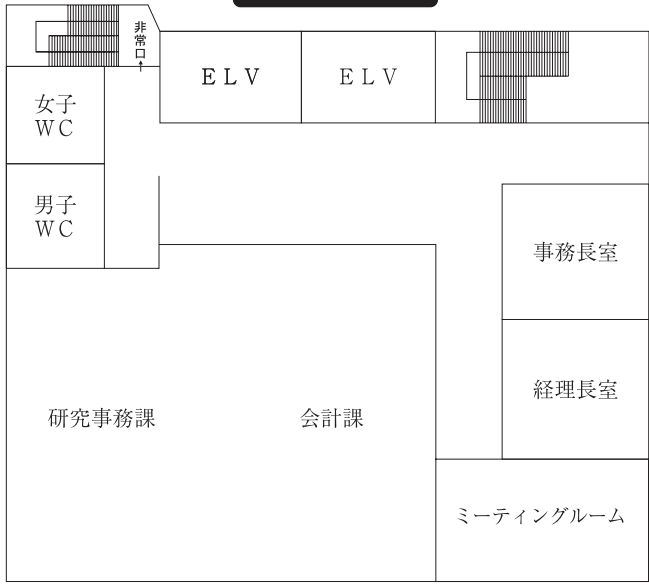 非常口↑
ELV
ELV
女子
WC
男子
WC
事務長室
経理長室
研究事務課
会計課
ミーティングルーム